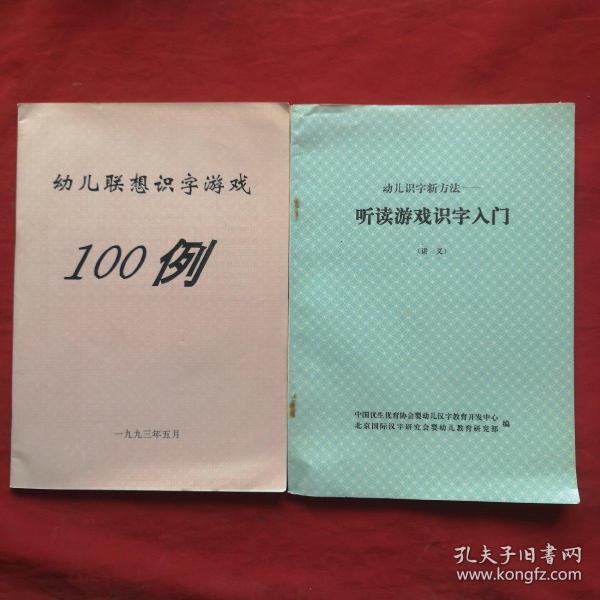 幼儿联想识字游戏
100例
一九九三年五月
幼儿识字新方法——
听读游戏识字入门
(讲 义)
中国优生优育协会婴幼儿汉字教育开发中心
北京国际汉字研究会婴幼儿教育研究部
编
孔夫子旧书网
www.kongfz.com